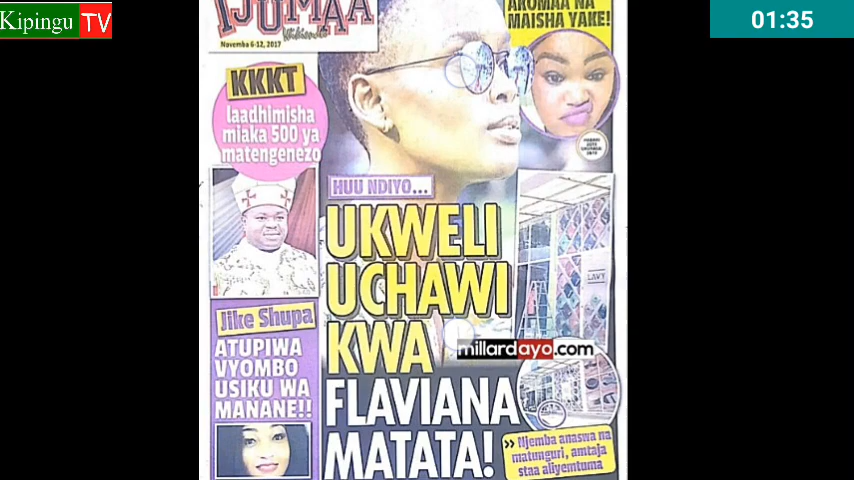 Kipingu TV
01:35
IJUMAA
Wikienda
Novemba 6-12, 2017
AROMAA NA
MAISHA YAKE!
KKKT
laadhimisha
miaka 500 ya
matengenezo
HUU NDIYO...
UKWELI
UCHAWI
KWA
FLAVIANA
MATATA!
LAVY
millardayo.com
Jike Shupa
ATUPIWA
VYOMBO
USIKU WA
MANANE!!
>> Njemba anaswa na
matunguri, amtaja
staa aliyemtuma